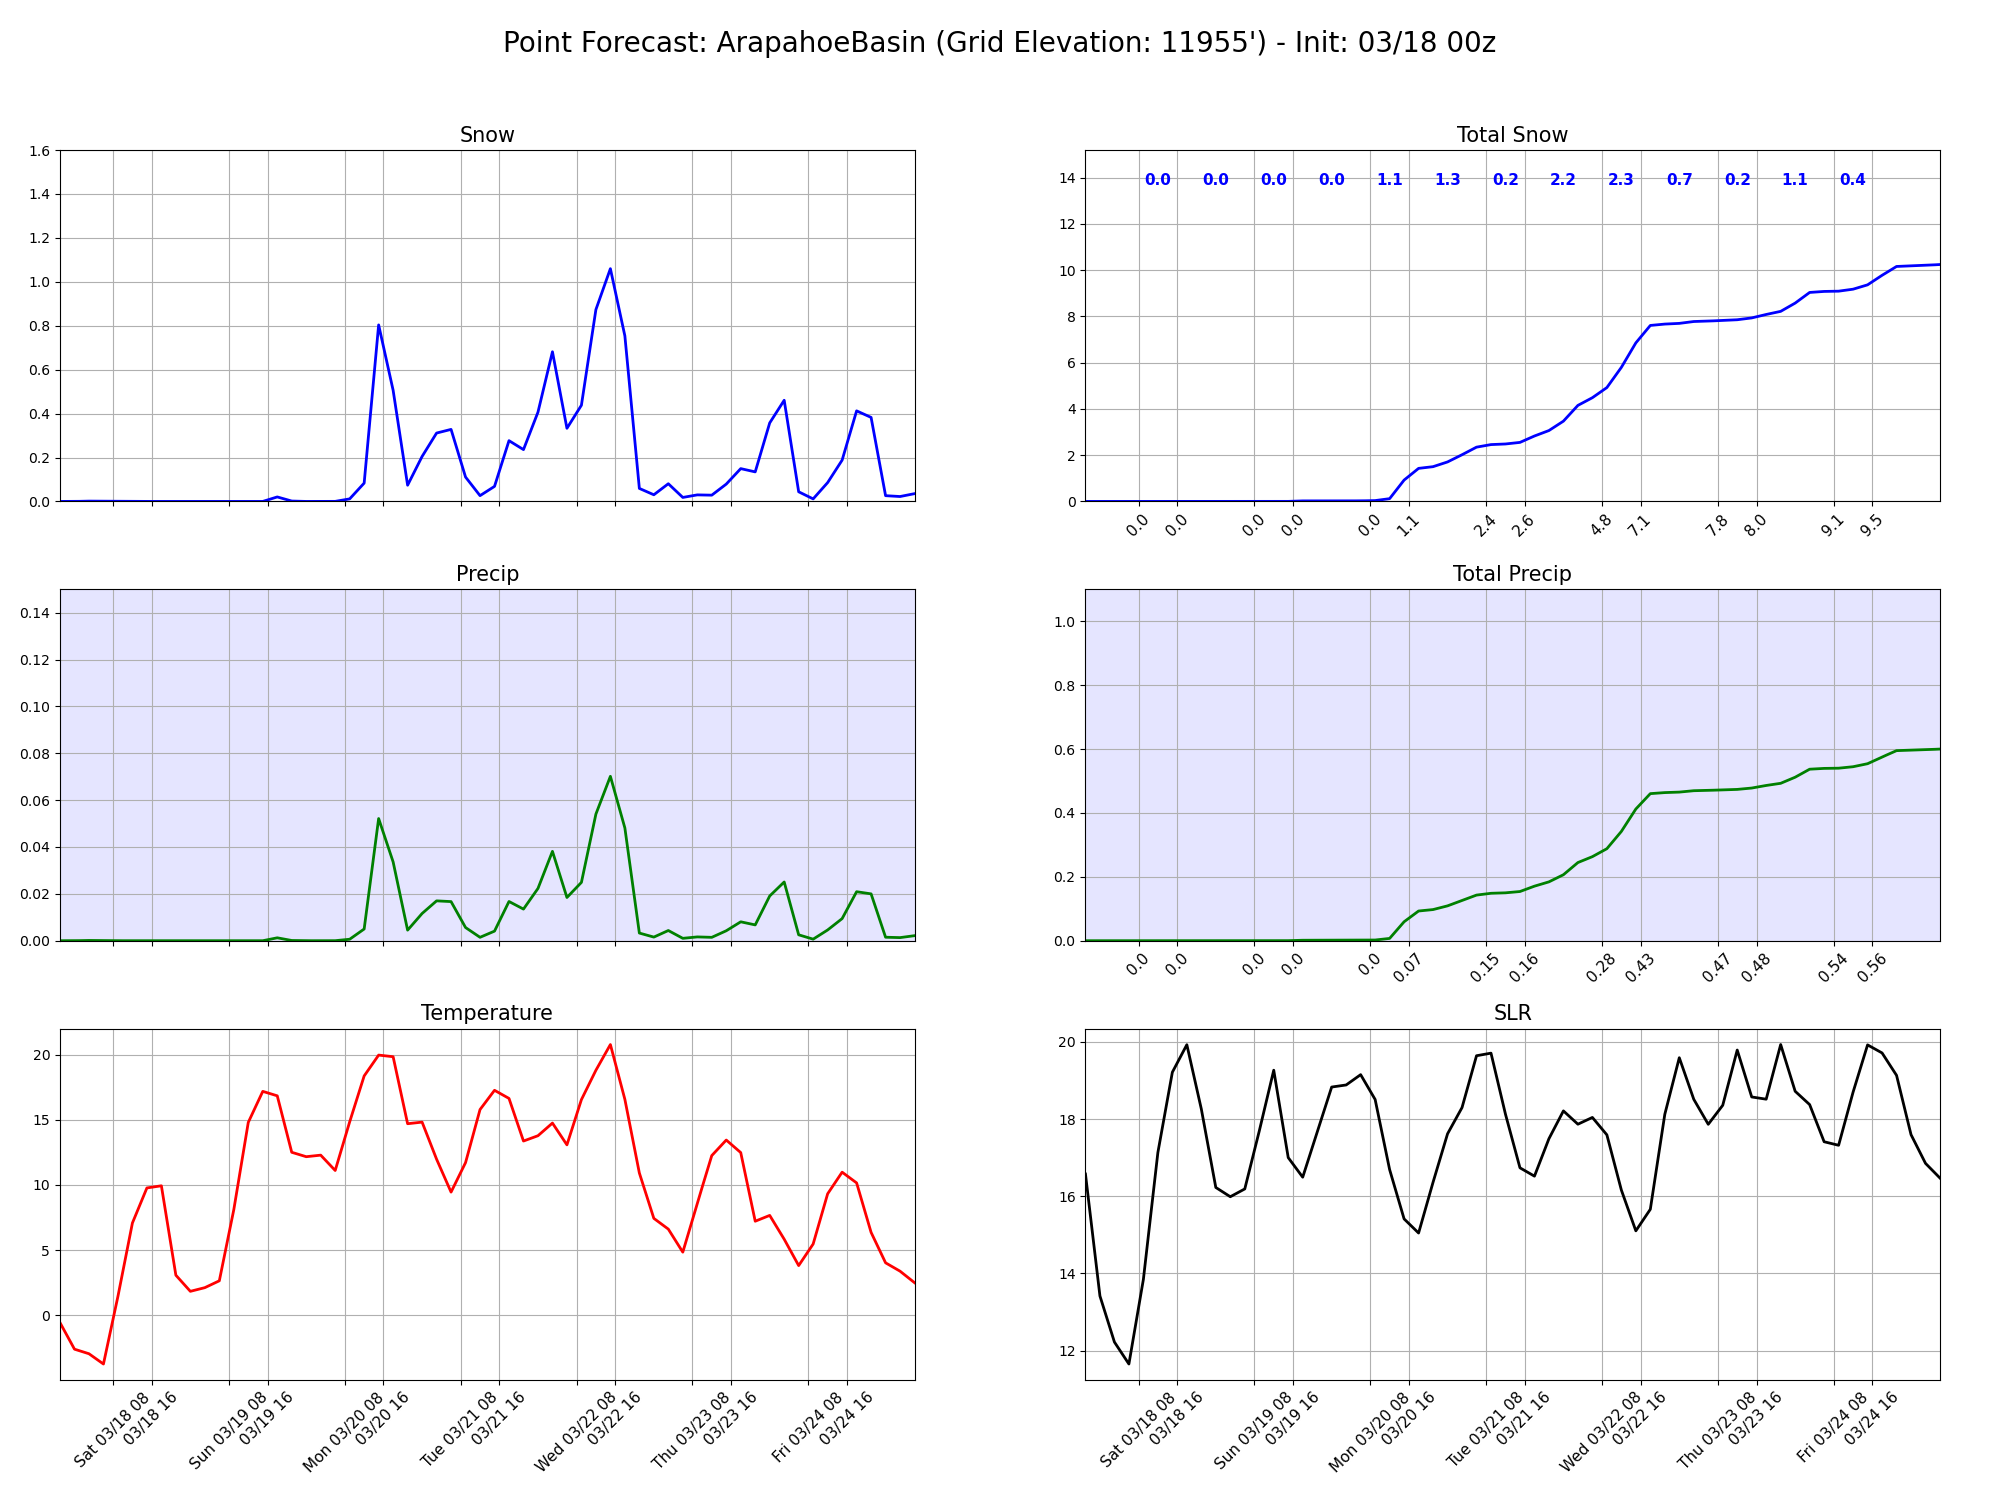 Point Forecast: ArapahoeBasin (Grid Elevation: 11955') - Init: 03/18 00z
Snow
1.6
1.4
1.2
1.0
0.8
0.6
0.4
0.2
0.0
Total Snow
0.0 0.0 0.0 0.0 1.1 1.3 0.2 2.2 2.3 0.7 0.2 1.1 0.4
14
12
10
8
6
4
2
0
0.0 0.0 0.0 0.0 0.0 1.1 2.4 2.6 4.8 7.1 7.8 8.0 9.1 9.5
Precip
0.14
0.12
0.10
0.08
0.06
0.04
0.02
0.00
Total Precip
1.0
0.8
0.6
0.4
0.2
0.0
0.0 0.0 0.0 0.0 0.0 0.07 0.15 0.16 0.28 0.43 0.47 0.48 0.54 0.56
Temperature
20
15
10
5
0
Sat 03/18 08
03/18 16
Sun 03/19 08
03/19 16
Mon 03/20 08
03/20 16
Tue 03/21 08
03/21 16
Wed 03/22 08
03/22 16
Thu 03/23 08
03/23 16
Fri 03/24 08
03/24 16
SLR
20
18
16
14
12
Sat 03/18 08
03/18 16
Sun 03/19 08
03/19 16
Mon 03/20 08
03/20 16
Tue 03/21 08
03/21 16
Wed 03/22 08
03/22 16
Thu 03/23 08
03/23 16
Fri 03/24 08
03/24 16